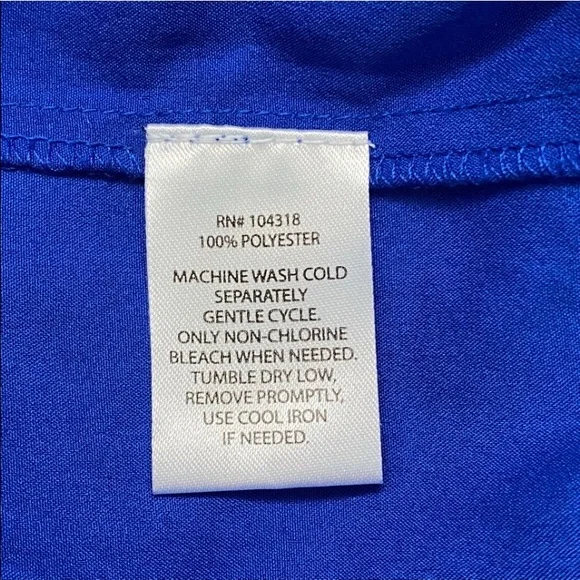 RN# 104318
100% POLYESTER
MACHINE WASH COLD
SEPARATELY
GENTLE CYCLE.
ONLY NON-CHLORINE
BLEACH WHEN NEEDED.
TUMBLE DRY LOW,
REMOVE PROMPTLY,
USE COOL IRON
IF NEEDED.